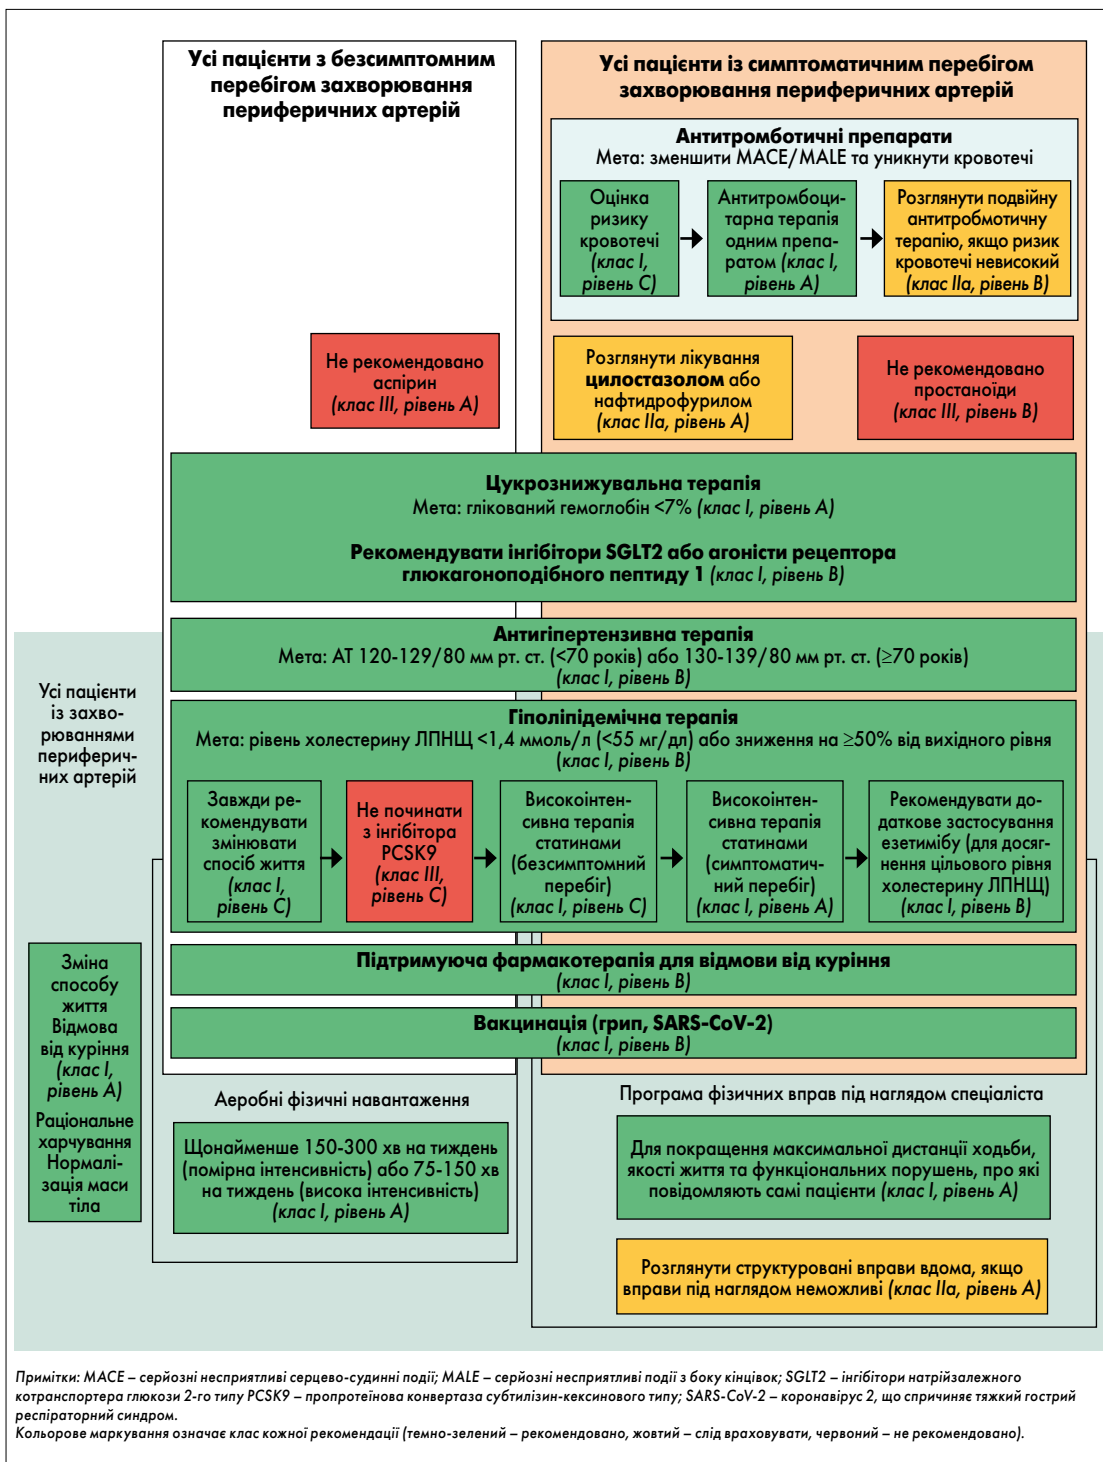 Усі пацієнти з безсимптомним
перебігом захворювання
периферичних артерій
Усі пацієнти із симптоматичним перебігом
захворювання периферичних артерій
Антитромботичні препарати
Мета: зменшити MACE/MALE та уникнути кровотечі
Оцінка
ризику
кровотечі
(клас I,
рівень C)
Антитромбоци-
тарна терапія
одним препа-
ратом (клас I,
рівень A)
Розглянути подвійну
антитробмотичну
терапію, якщо ризик
кровотечі невисокий
(клас IIa, рівень B)
Не рекомендовано
аспірин
(клас III, рівень A)
Розглянути лікування
цилостазолом або
нафтидрофурилом
(клас IIa, рівень A)
Не рекомендовано
простаноїди
(клас III, рівень B)
Цукрознижувальна терапія
Мета: глікований гемоглобін <7% (клас I, рівень A)
Рекомендувати інгібітори SGLT2 або агоністи рецептора
глюкагоноподібного пептиду 1 (клас I, рівень B)
Антигіпертензивна терапія
Мета: АТ 120-129/80 мм рт. ст. (<70 років) або 130-139/80 мм рт. ст. (≥70 років)
(клас I, рівень B)
Усі пацієнти
із захво-
рюваннями
периферич-
них артерій
Гіполіпідемічна терапія
Мета: рівень холестерину ЛПНЩ <1,4 ммоль/л (<55 мг/дл) або зниження на ≥50% від вихідного рівня
(клас I, рівень B)
Завжди ре-
комендувати
змінювати
спосіб життя
(клас I,
рівень C)
Не починати
з інгібітора
PCSK9
(клас III,
рівень C)
Високоінтен-
сивна терапія
статинами
(безсимптомний
перебіг)
(клас I, рівень C)
Високоінтен-
сивна терапія
статинами
(симптоматич-
ний перебіг)
(клас I, рівень A)
Рекомендувати до-
даткове застосування
езетимібу (для досяг-
нення цільового рівня
холестерину ЛПНЩ)
(клас I, рівень B)
Підтримуюча фармакотерапія для відмови від куріння
(клас I, рівень B)
Вакцинація (грип, SARS-CoV-2)
(клас I, рівень B)
Зміна
способу
життя
Відмова
від куріння
(клас I,
рівень A)
Раціональне
харчування
Нормалі-
зація маси
тіла
Аеробні фізичні навантаження
Щонайменше 150-300 хв на тиждень
(помірна інтенсивність) або 75-150 хв
на тиждень (висока інтенсивність)
(клас I, рівень A)
Програма фізичних вправ під наглядом спеціаліста
Для покращення максимальної дистанції ходьби,
якості життя та функціональних порушень, про які
повідомляють самі пацієнти (клас I, рівень A)
Розглянути структуровані вправи вдома, якщо
вправи під наглядом неможливі (клас IIa, рівень A)
Примітки: MACE – серйозні несприятливі серцево-судинні події; MALE – серйозні несприятливі події з боку кінцівок; SGLT2 – інгібітори натрійзалежного
котранспортера глюкози 2-го типу PCSK9 – пропротеїнова конвертаза субтилізин-кексинового типу; SARS-CoV-2 – коронавірус 2, що спричиняє тяжкий гострий
респіраторний синдром.
Кольорове маркування означає клас кожної рекомендації (темно-зелений – рекомендовано, жовтий – слід враховувати, червоний – не рекомендовано).